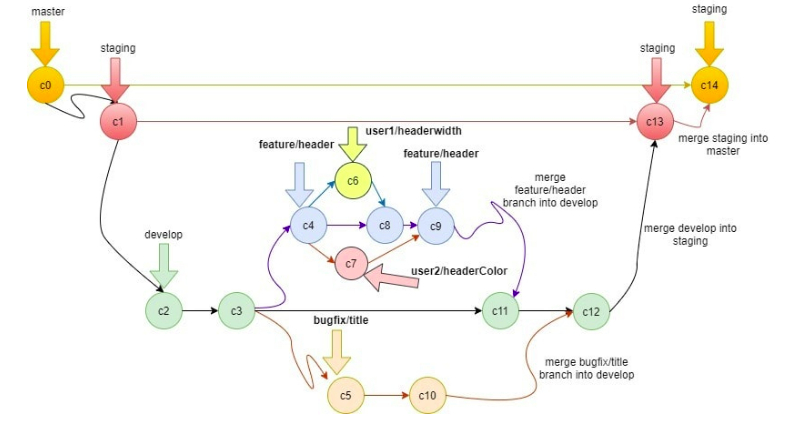 master
staging
staging
staging
c0
c14
c1
c13
merge staging into
master
user1/headerwidth
feature/header
feature/header
c6
merge
feature/header
branch into develop
c4
c8
c9
merge develop into
staging
develop
c7
user2/headerColor
c2
c3
c11
c12
bugfix/title
merge bugfix/title
branch into develop
c5
c10